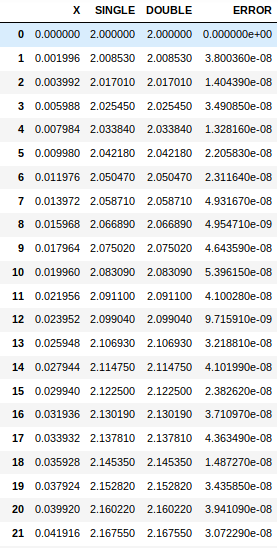 X SINGLE DOUBLE ERROR
0 0.000000 2.000000 2.000000 0.000000e+00
1 0.001996 2.008530 2.008530 3.800360e-08
2 0.003992 2.017010 2.017010 1.404390e-08
3 0.005988 2.025450 2.025450 3.490850e-08
4 0.007984 2.033840 2.033840 1.328160e-08
5 0.009980 2.042180 2.042180 2.205830e-08
6 0.011976 2.050470 2.050470 2.311640e-08
7 0.013972 2.058710 2.058710 4.931670e-08
8 0.015968 2.066890 2.066890 4.954710e-09
9 0.017964 2.075020 2.075020 4.643590e-08
10 0.019960 2.083090 2.083090 5.396150e-08
11 0.021956 2.091100 2.091100 4.100280e-08
12 0.023952 2.099040 2.099040 9.715910e-09
13 0.025948 2.106930 2.106930 3.218810e-08
14 0.027944 2.114750 2.114750 4.101990e-08
15 0.029940 2.122500 2.122500 2.382620e-08
16 0.031936 2.130190 2.130190 3.710970e-08
17 0.033932 2.137810 2.137810 4.363490e-08
18 0.035928 2.145350 2.145350 1.487270e-08
19 0.037924 2.152820 2.152820 3.435850e-08
20 0.039920 2.160220 2.160220 3.941090e-08
21 0.041916 2.167550 2.167550 3.072290e-08